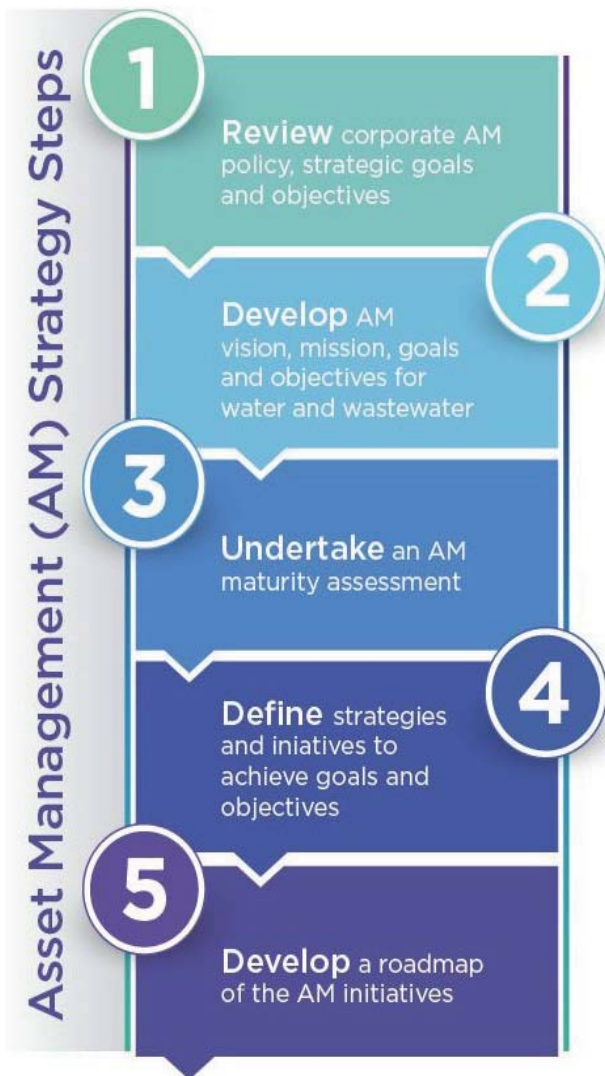 Asset Management (AM) Strategy Steps
1
Review corporate AM
policy, strategic goals
and objectives
2
Develop AM
vision, mission, goals
and objectives for
water and wastewater
3
Undertake an AM
maturity assessment
4
Define strategies
and iniatives to
achieve goals and
objectives
5
Develop a roadmap
of the AM initiatives